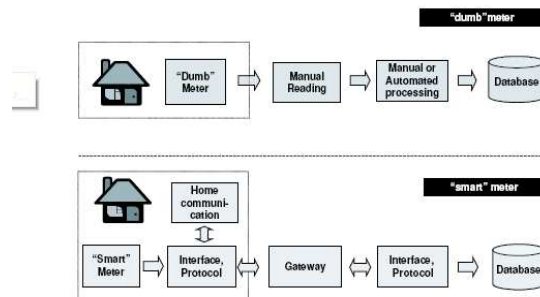 “dumb”meter
“Dumb”
Meter
Manual
Reading
Manual or
Automated
processing
Database
“smart” meter
Home
communi-
cation
“Smart”
Meter
Interface,
Protocol
Gateway
Interface,
Protocol
Database